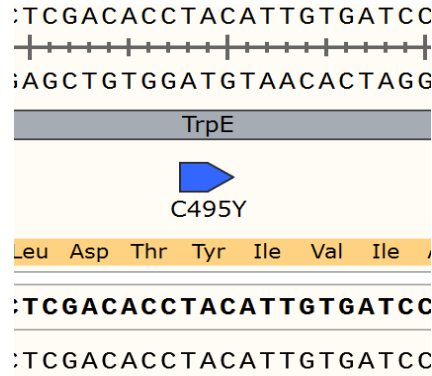 CTCGACACCTACATTGTGATCC
GAGCTGTGGATGTAACACTAGG
TrpE
C495Y
Leu Asp Thr Tyr Ile Val Ile
CTCGACACCTACATTGTGATCC
CTCGACACCTACATTGTGATCC